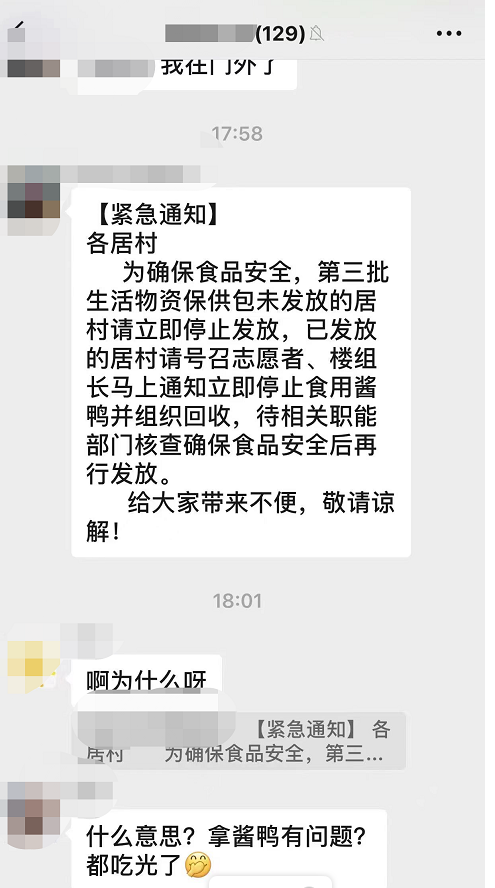 (129)
我在门外了
17:58
【紧急通知】
各居村
为确保食品安全，第三批
生活物资保供包未发放的居
村请立即停止发放，已发放
的居村请号召志愿者、楼组
长马上通知立即停止食用酱
鸭并组织回收，待相关职能
部门核查确保食品安全后再
行发放。
给大家带来不便，敬请谅
解！
18:01
啊为什么呀
【紧急通知】 各
居村 为确保食品安全，第三...
什么意思？拿酱鸭有问题？
都吃光了🤭